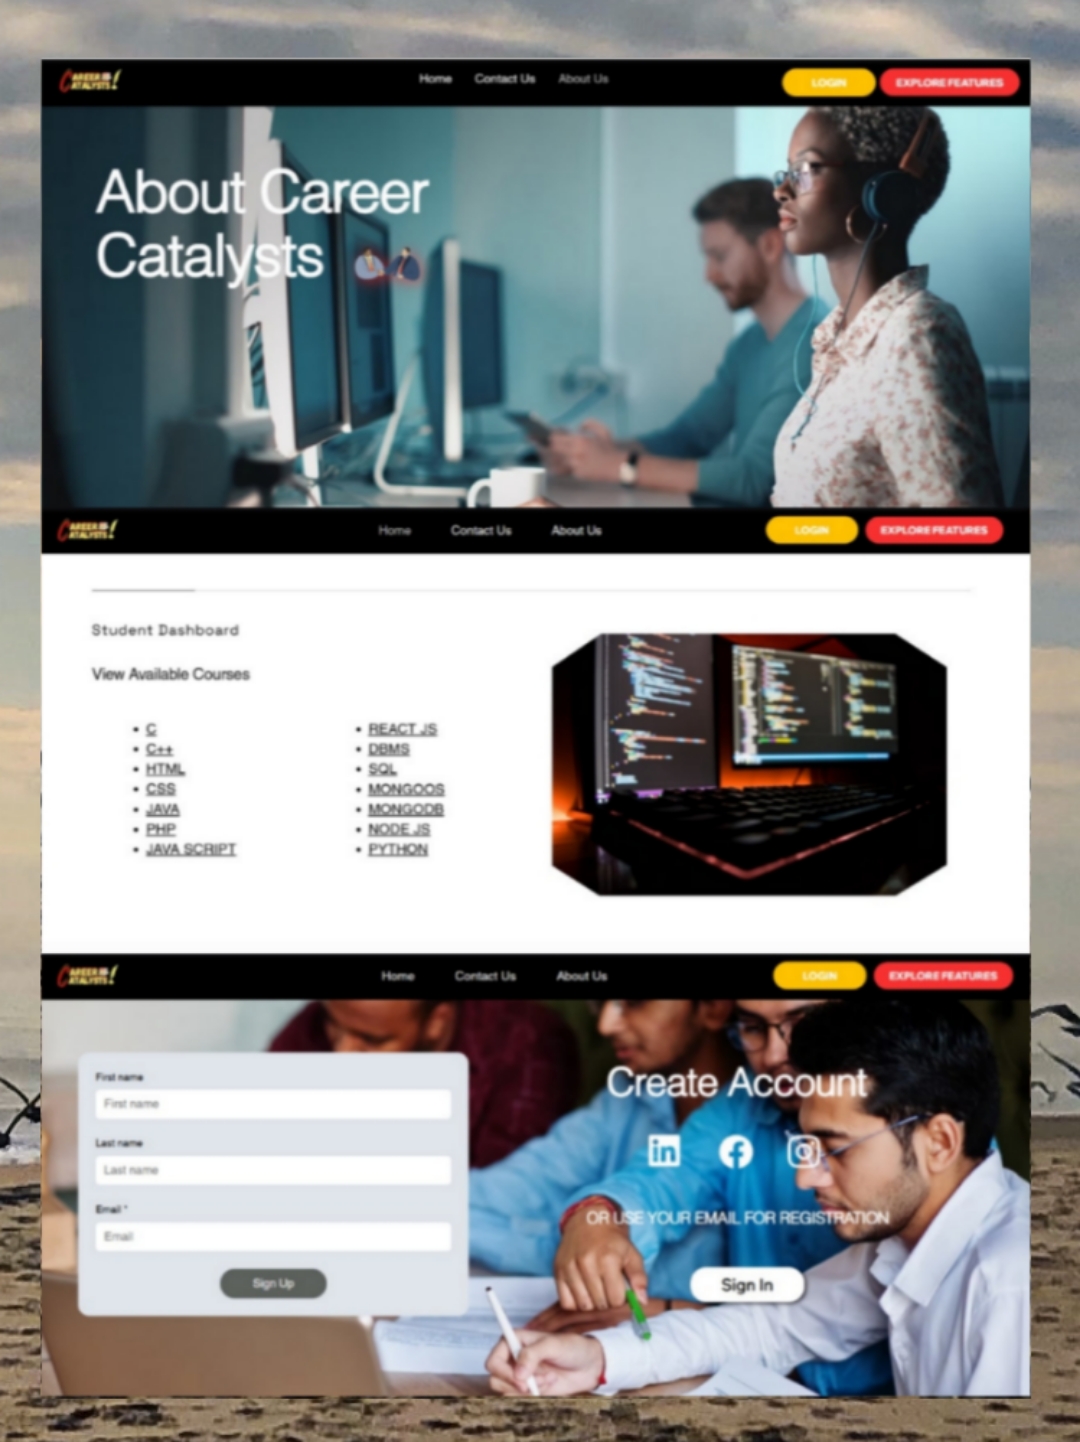 CAREER
CATALYSTS!
Home Contact Us About Us
LOGIN
EXPLORE FEATURES
About Career
Catalysts
CAREER
CATALYSTS!
Home Contact Us About Us
LOGIN
EXPLORE FEATURES
Student Dashboard
View Available Courses
• C
• C++
• HTML
• CSS
• JAVA
• PHP
• JAVA SCRIPT
• REACT JS
• DBMS
• SQL
• MONGOOS
• MONGODB
• NODE JS
• PYTHON
CAREER
CATALYSTS!
Home Contact Us About Us
LOGIN
EXPLORE FEATURES
First name
First name
Last name
Last name
Email *
Email
Sign Up
Create Account
in
OR USE YOUR EMAIL FOR REGISTRATION
Sign In